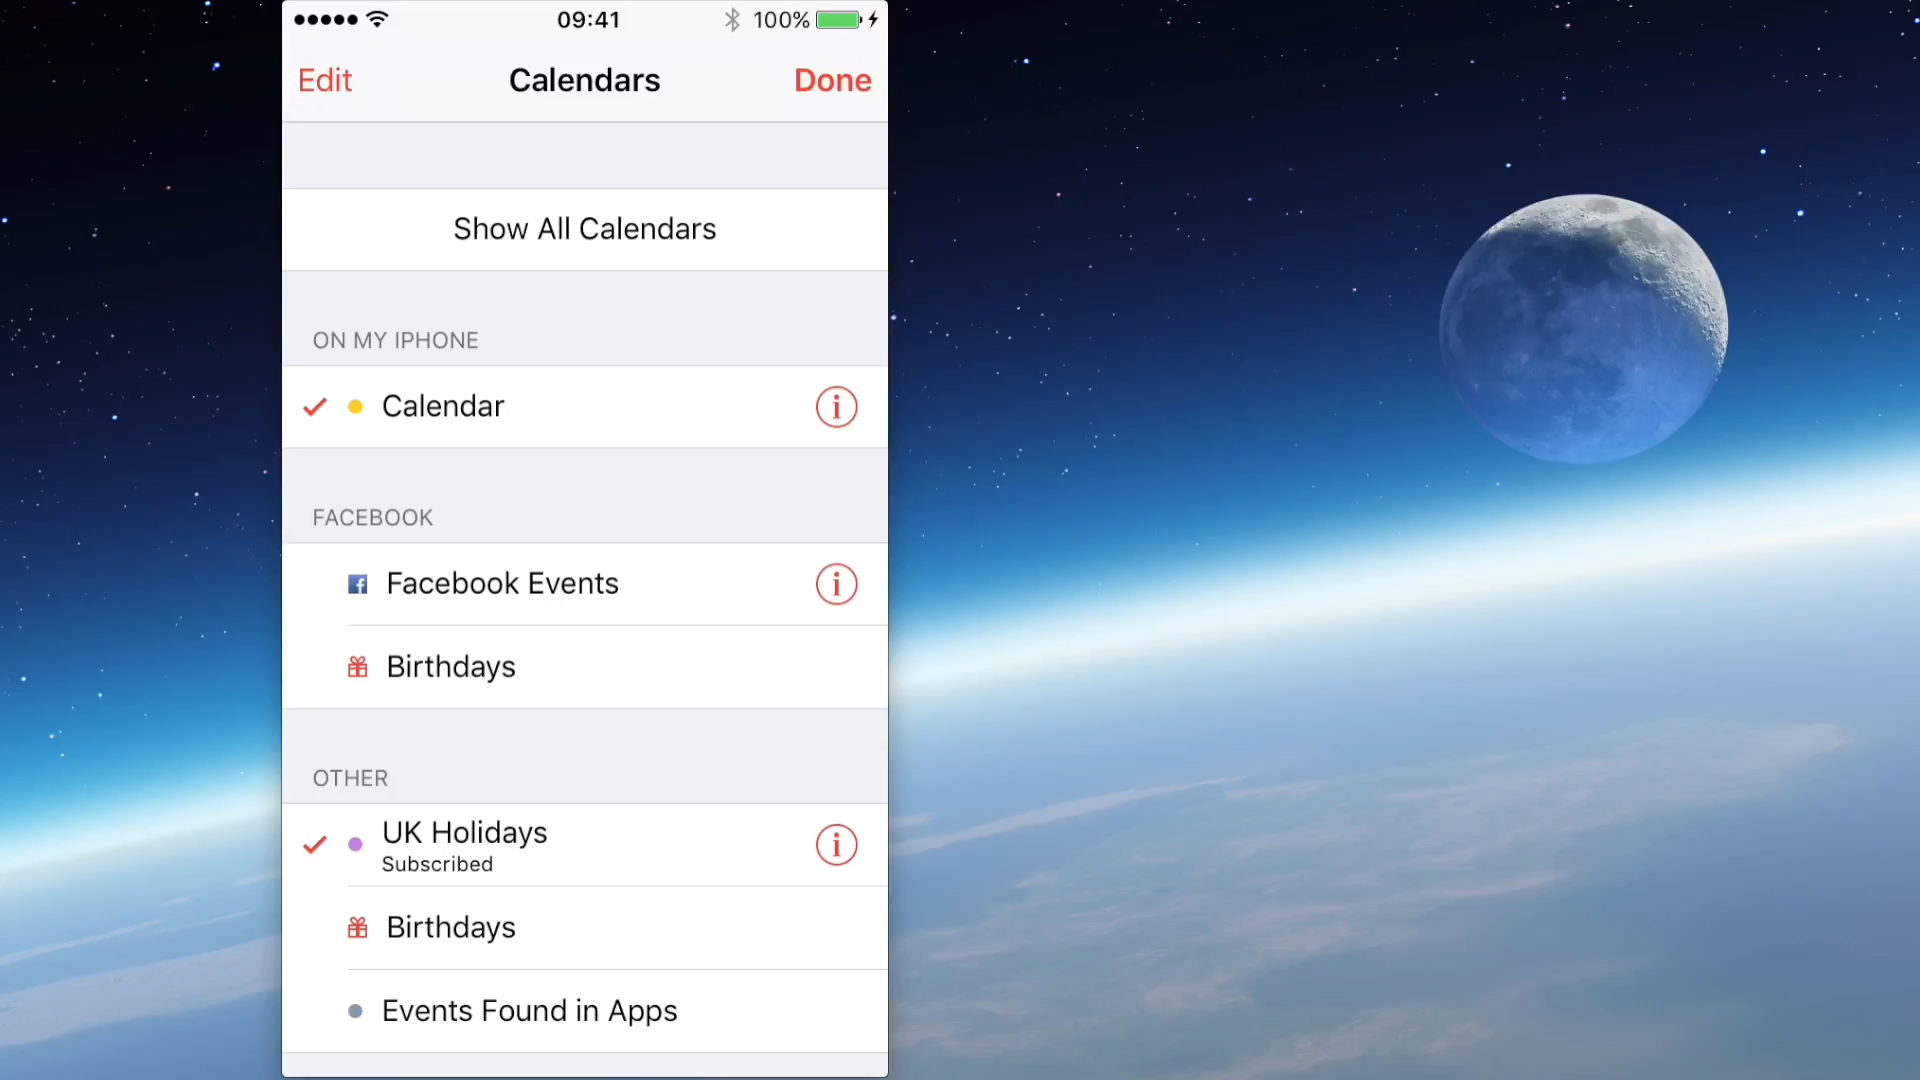 09:41
100%
Edit
Calendars
Done
Show All Calendars
ON MY IPHONE
Calendar
FACEBOOK
Facebook Events
Birthdays
OTHER
UK Holidays
Subscribed
Birthdays
Events Found in Apps